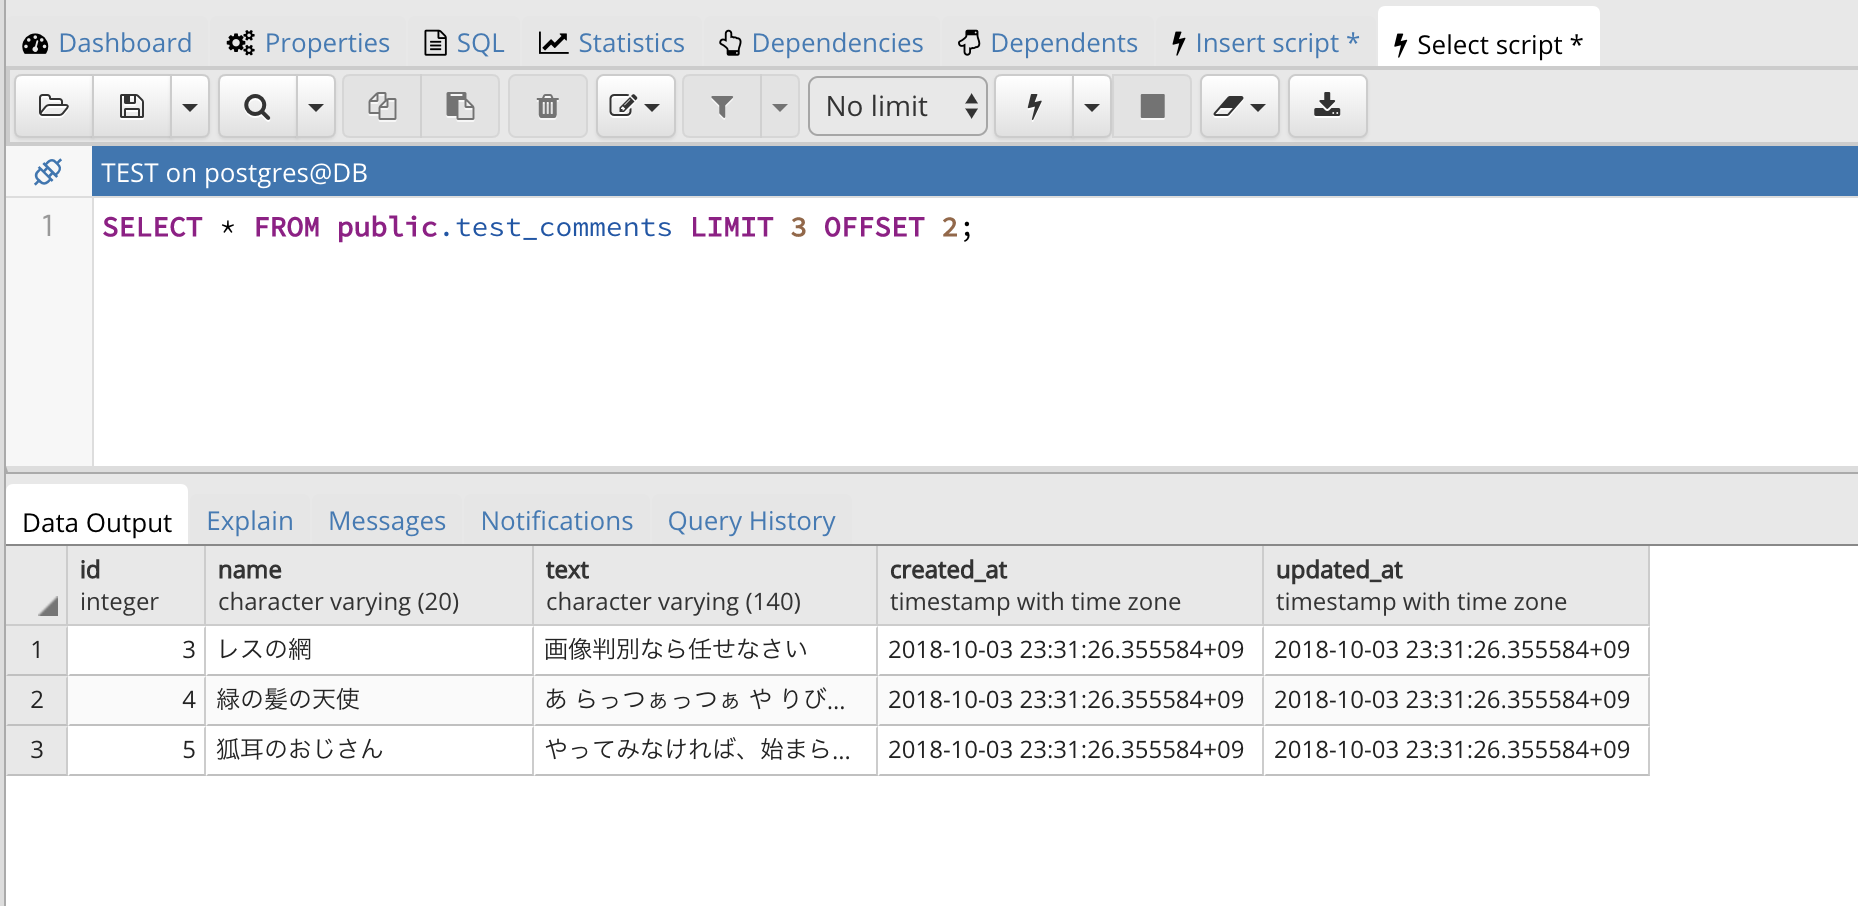 Dashboard Properties SQL Statistics Dependencies Dependents Insert script * Select script *
No limit
TEST on postgres@DB
1 SELECT * FROM public.test_comments LIMIT 3 OFFSET 2;
Data Output Explain Messages Notifications Query History
id name text created_at updated_at
integer character varying (20) character varying (140) timestamp with time zone timestamp with time zone
1 3 レスの網 画像判別なら任せなさい 2018-10-03 23:31:26.355584+09 2018-10-03 23:31:26.355584+09
2 4 緑の髪の天使 あ らっつぁっつぁ や りび... 2018-10-03 23:31:26.355584+09 2018-10-03 23:31:26.355584+09
3 5 狐耳のおじさん やってみなければ、始まら... 2018-10-03 23:31:26.355584+09 2018-10-03 23:31:26.355584+09